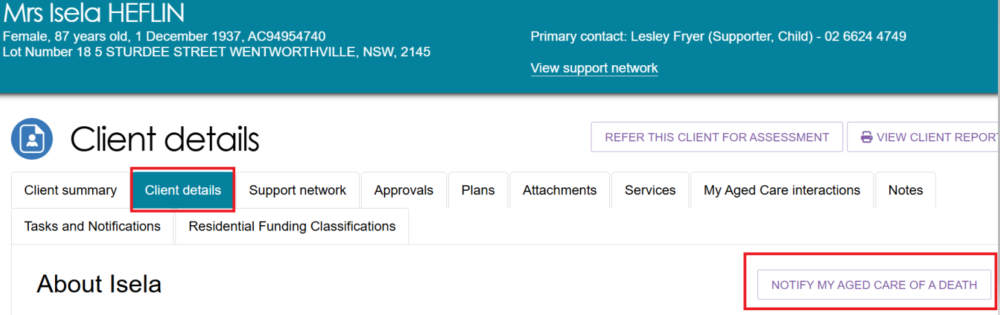 Mrs Isela HEFLIN
Female, 87 years old, 1 December 1937, AC94954740
Lot Number 18 5 STURDEE STREET WENTWORTHVILLE, NSW, 2145
Primary contact: Lesley Fryer (Supporter, Child) - 02 6624 4749
View support network
Client details
REFER THIS CLIENT FOR ASSESSMENT
VIEW CLIENT REPORT
Client summary
Client details
Support network
Approvals
Plans
Attachments
Services
My Aged Care interactions
Notes
Tasks and Notifications
Residential Funding Classifications
About Isela
NOTIFY MY AGED CARE OF A DEATH